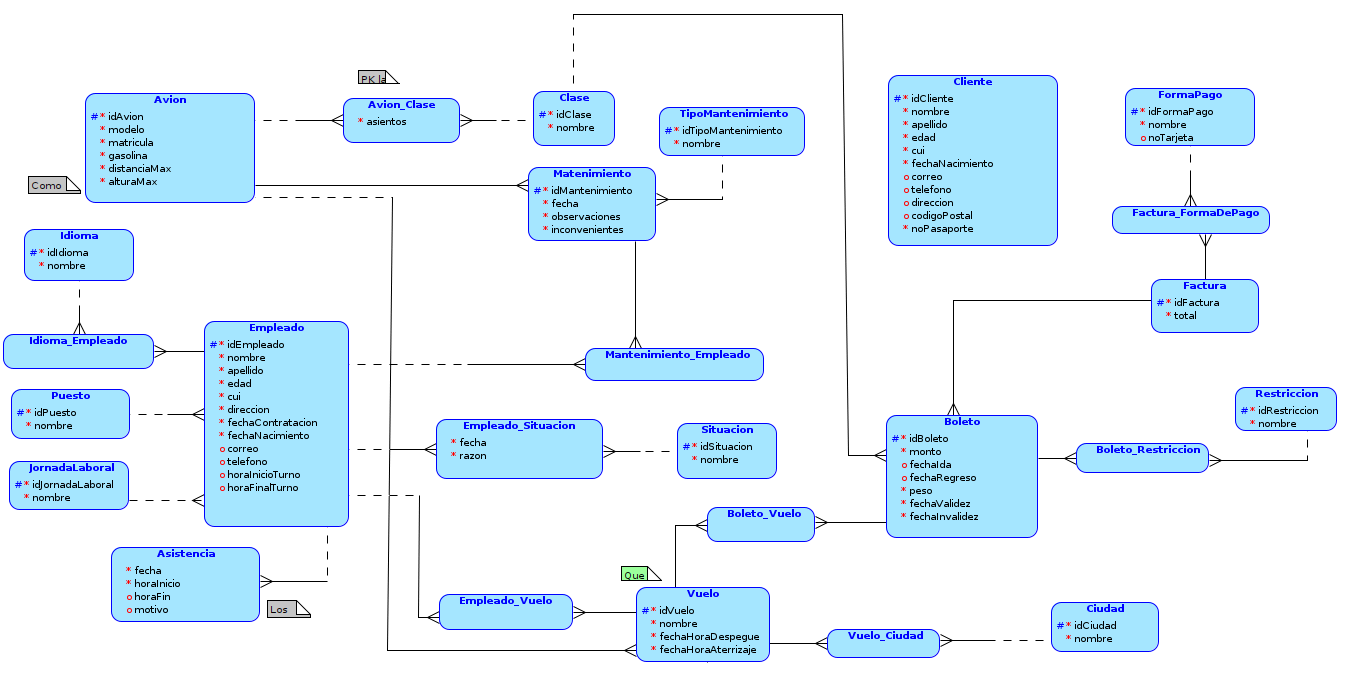 PK la
Avion
# * idAvion
* modelo
* matricula
* gasolina
* distanciaMax
* alturaMax
Avion_Clase
* asientos
Clase
# * idClase
* nombre
TipoMantenimiento
# * idTipoMantenimiento
* nombre
Cliente
# * idCliente
* nombre
* apellido
* edad
* cui
* fechaNacimiento
o correo
o telefono
o direccion
o codigoPostal
* noPasaporte
FormaPago
# * idFormaPago
* nombre
o noTarjeta
Como
Matenimiento
# * idMantenimiento
* fecha
* observaciones
* inconvenientes
Factura_FormaDePago
Idioma
# * idIdioma
* nombre
Factura
# * idFactura
* total
Idioma_Empleado
Empleado
# * idEmpleado
* nombre
* apellido
* edad
* cui
* direccion
* fechaContratacion
* fechaNacimiento
o correo
o telefono
o horaInicioTurno
o horaFinalTurno
Mantenimiento_Empleado
Puesto
# * idPuesto
* nombre
Empleado_Situacion
* fecha
* razon
Situacion
# * idSituacion
* nombre
Boleto
# * idBoleto
* monto
o fechaIda
o fechaRegreso
* peso
* fechaValidez
* fechaInvalidez
Restriccion
# * idRestriccion
* nombre
Boleto_Restriccion
JornadaLaboral
# * idJornadaLaboral
* nombre
Boleto_Vuelo
Asistencia
* fecha
* horaInicio
o horaFin
o motivo
Los
Que
Empleado_Vuelo
Vuelo
# * idVuelo
* nombre
* fechaHoraDespegue
* fechaHoraAterrizaje
Vuelo_Ciudad
Ciudad
# * idCiudad
* nombre